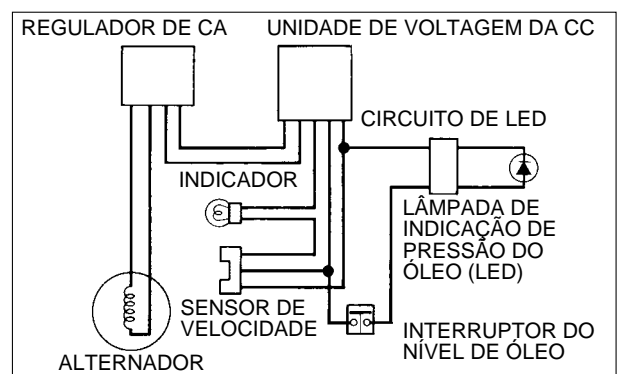 REGULADOR DE CA
UNIDADE DE VOLTAGEM DA CC
CIRCUITO DE LED
INDICADOR
LÂMPADA DE
INDICAÇÃO DE
PRESSÃO DO
ÓLEO (LED)
SENSOR DE
VELOCIDADE
INTERRUPTOR DO
NÍVEL DE ÓLEO
ALTERNADOR